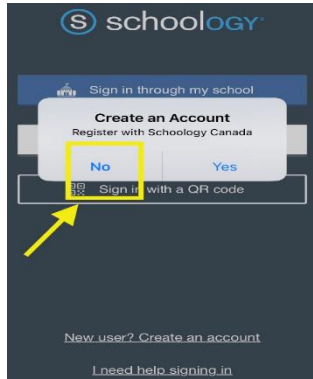 S schoology
Sign in through my school
Create an Account
Register with Schoology Canada
No Yes
Sign in with a QR code
New user? Create an account
I need help signing in